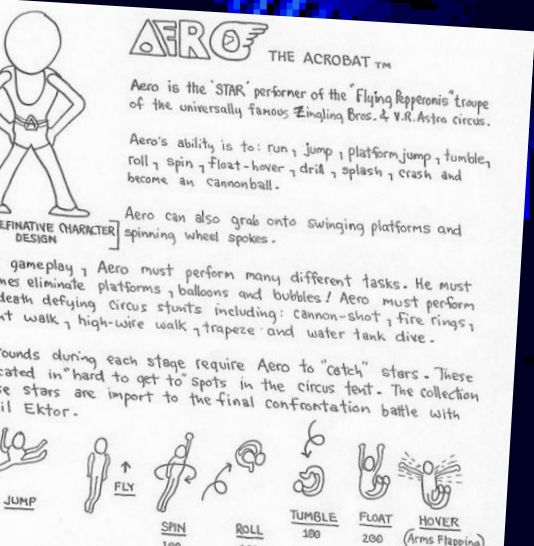 AERO THE ACROBAT TM
Aero is the 'STAR' performer of the "Flying Pepperonis" troupe
of the universally famous Zingling Bros. & V.R. Astro circus.
Aero's ability is to: run, jump, platform jump, tumble,
roll, spin, float-hover, drill, splash, crash and
become an cannonball.
EFINATIVE CHARACTER
DESIGN
Aero can also grab onto swinging platforms and
spinning wheel spokes.
gameplay, Aero must perform many different tasks. He must
mes eliminate platforms, balloons and bubbles! Aero must perform
death defying circus stunts including: cannon-shot, fire rings,
nt walk, high-wire walk, trapeze and water tank dive.
ounds during each stage require Aero to "catch" stars. These
cated in "hard to get to" spots in the circus tent. The collection
se stars are import to the final confrontation battle with
il Ektor.
JUMP
FLY
SPIN
100
ROLL
TUMBLE
100
FLOAT
200
HOVER
(Arms Flapping)